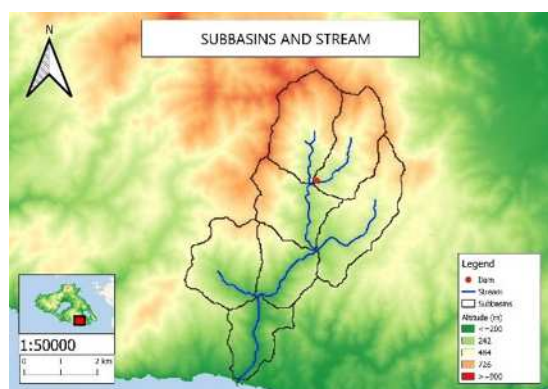 SUBBASINS AND STREAM
N
Legend
Dam
Stream
Subbasins
Altitude (m)
<=200
242
484
726
>=900
1:50000
0 1 2 km